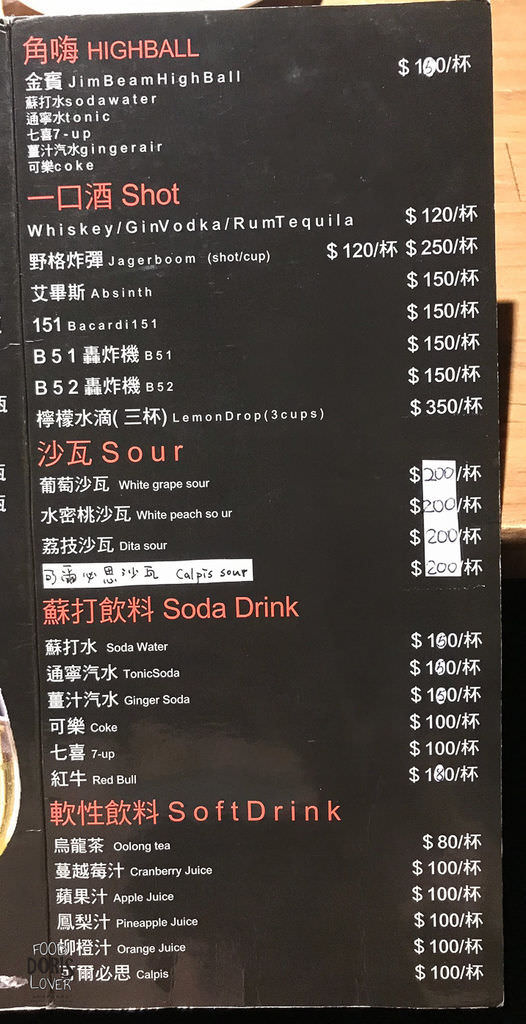 角嗨 HIGHBALL
金賓 JimBeamHighBall $150/杯
蘇打水sodawater
通寧水tonic
七喜7-up
薑汁汽水gingerair
可樂coke
一口酒 Shot
Whiskey/GinVodka/RumTequila $120/杯
野格炸彈 Jagerboom (shot/cup) $120/杯 $250/杯
艾畢斯 Absinth $150/杯
151 Bacardi151 $150/杯
B51轟炸機 B51 $150/杯
B52轟炸機 B52 $150/杯
檸檬水滴(三杯) LemonDrop(3cups) $350/杯
沙瓦 Sour
葡萄沙瓦 White grape sour $200/杯
水密桃沙瓦 White peach so ur $200/杯
荔技沙瓦 Dita sour $200/杯
可爾必思沙瓦 Calpis sour $200/杯
蘇打飲料 Soda Drink
蘇打水 Soda Water $150/杯
通寧汽水 TonicSoda $150/杯
薑汁汽水 Ginger Soda $150/杯
可樂 Coke $100/杯
七喜 7-up $100/杯
紅牛 Red Bull /杯
軟性飲料 SoftDrink
烏龍茶 Oolong tea $80/杯
蔓越莓汁 Cranberry Juice $100/杯
蘋果汁 Apple Juice $100/杯
鳳梨汁 Pineapple Juice $100/杯
柳橙汁 Orange Juice $100/杯
可爾必思 Calpis $100/杯
FOOD
DORIS
LOVER